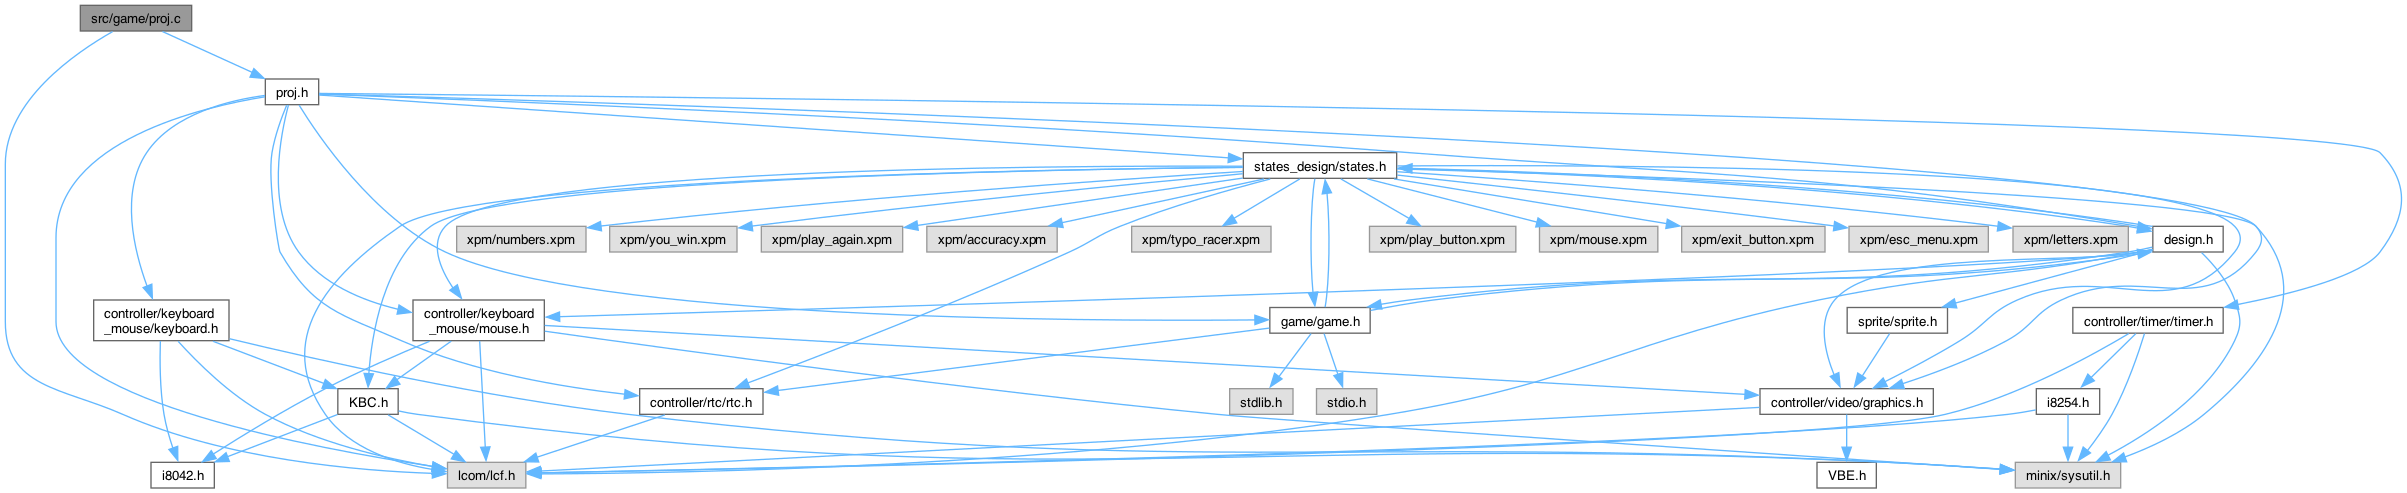 src/game/proj.c
proj.h
states_design/states.h
xpm/numbers.xpm
xpm/you_win.xpm
xpm/play_again.xpm
xpm/accuracy.xpm
xpm/typo_racer.xpm
xpm/play_button.xpm
xpm/mouse.xpm
xpm/exit_button.xpm
xpm/esc_menu.xpm
xpm/letters.xpm
design.h
controller/keyboard
_mouse/keyboard.h
controller/keyboard
_mouse/mouse.h
game/game.h
sprite/sprite.h
controller/timer/timer.h
KBC.h
controller/rtc/rtc.h
stdlib.h
stdio.h
controller/video/graphics.h
i8254.h
i8042.h
lcom/lcf.h
VBE.h
minix/sysutil.h